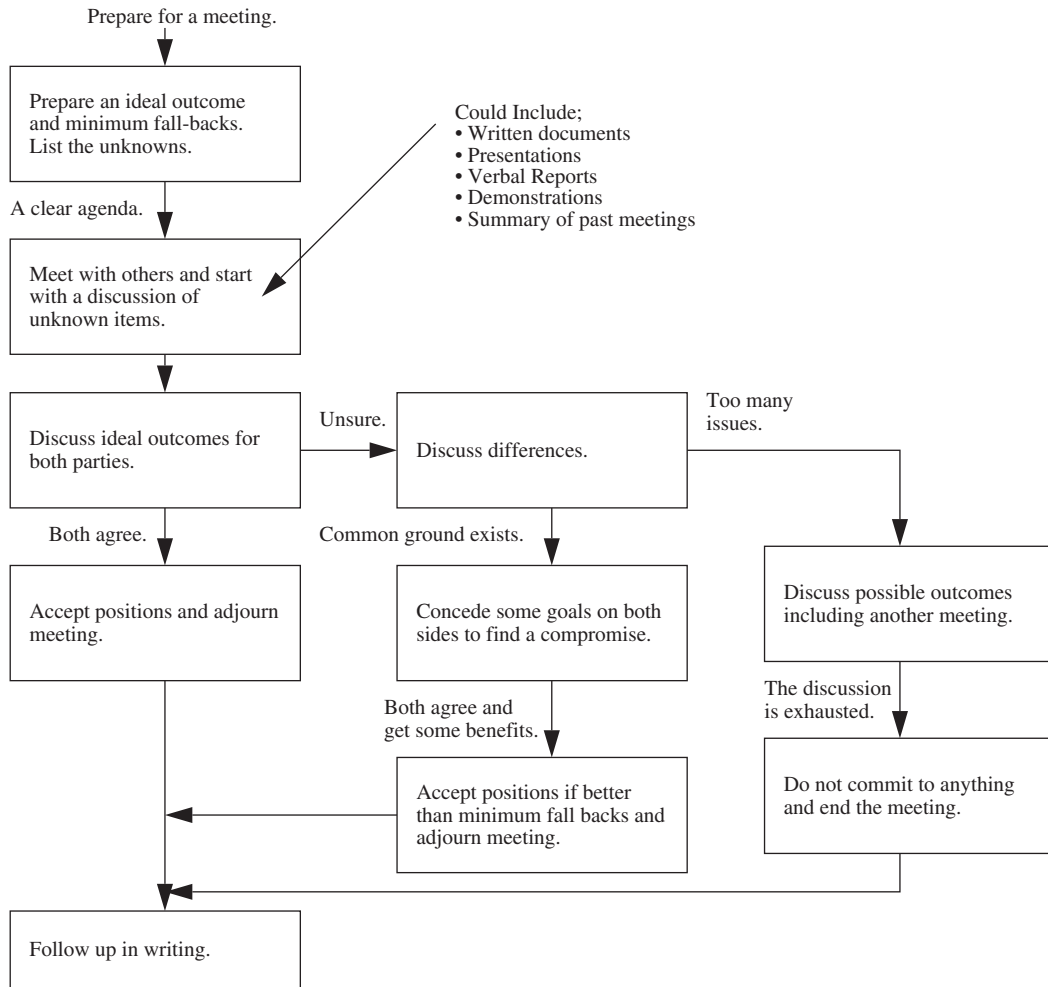 Prepare for a meeting.
Prepare an ideal outcome
and minimum fall-backs.
List the unknowns.
Could Include;
• Written documents
• Presentations
• Verbal Reports
• Demonstrations
• Summary of past meetings
A clear agenda.
Meet with others and start
with a discussion of
unknown items.
Discuss ideal outcomes for
both parties.
Unsure.
Discuss differences.
Too many
issues.
Both agree.
Common ground exists.
Accept positions and adjourn
meeting.
Concede some goals on both
sides to find a compromise.
Discuss possible outcomes
including another meeting.
Both agree and
get some benefits.
The discussion
is exhausted.
Accept positions if better
than minimum fall backs and
adjourn meeting.
Do not commit to anything
and end the meeting.
Follow up in writing.